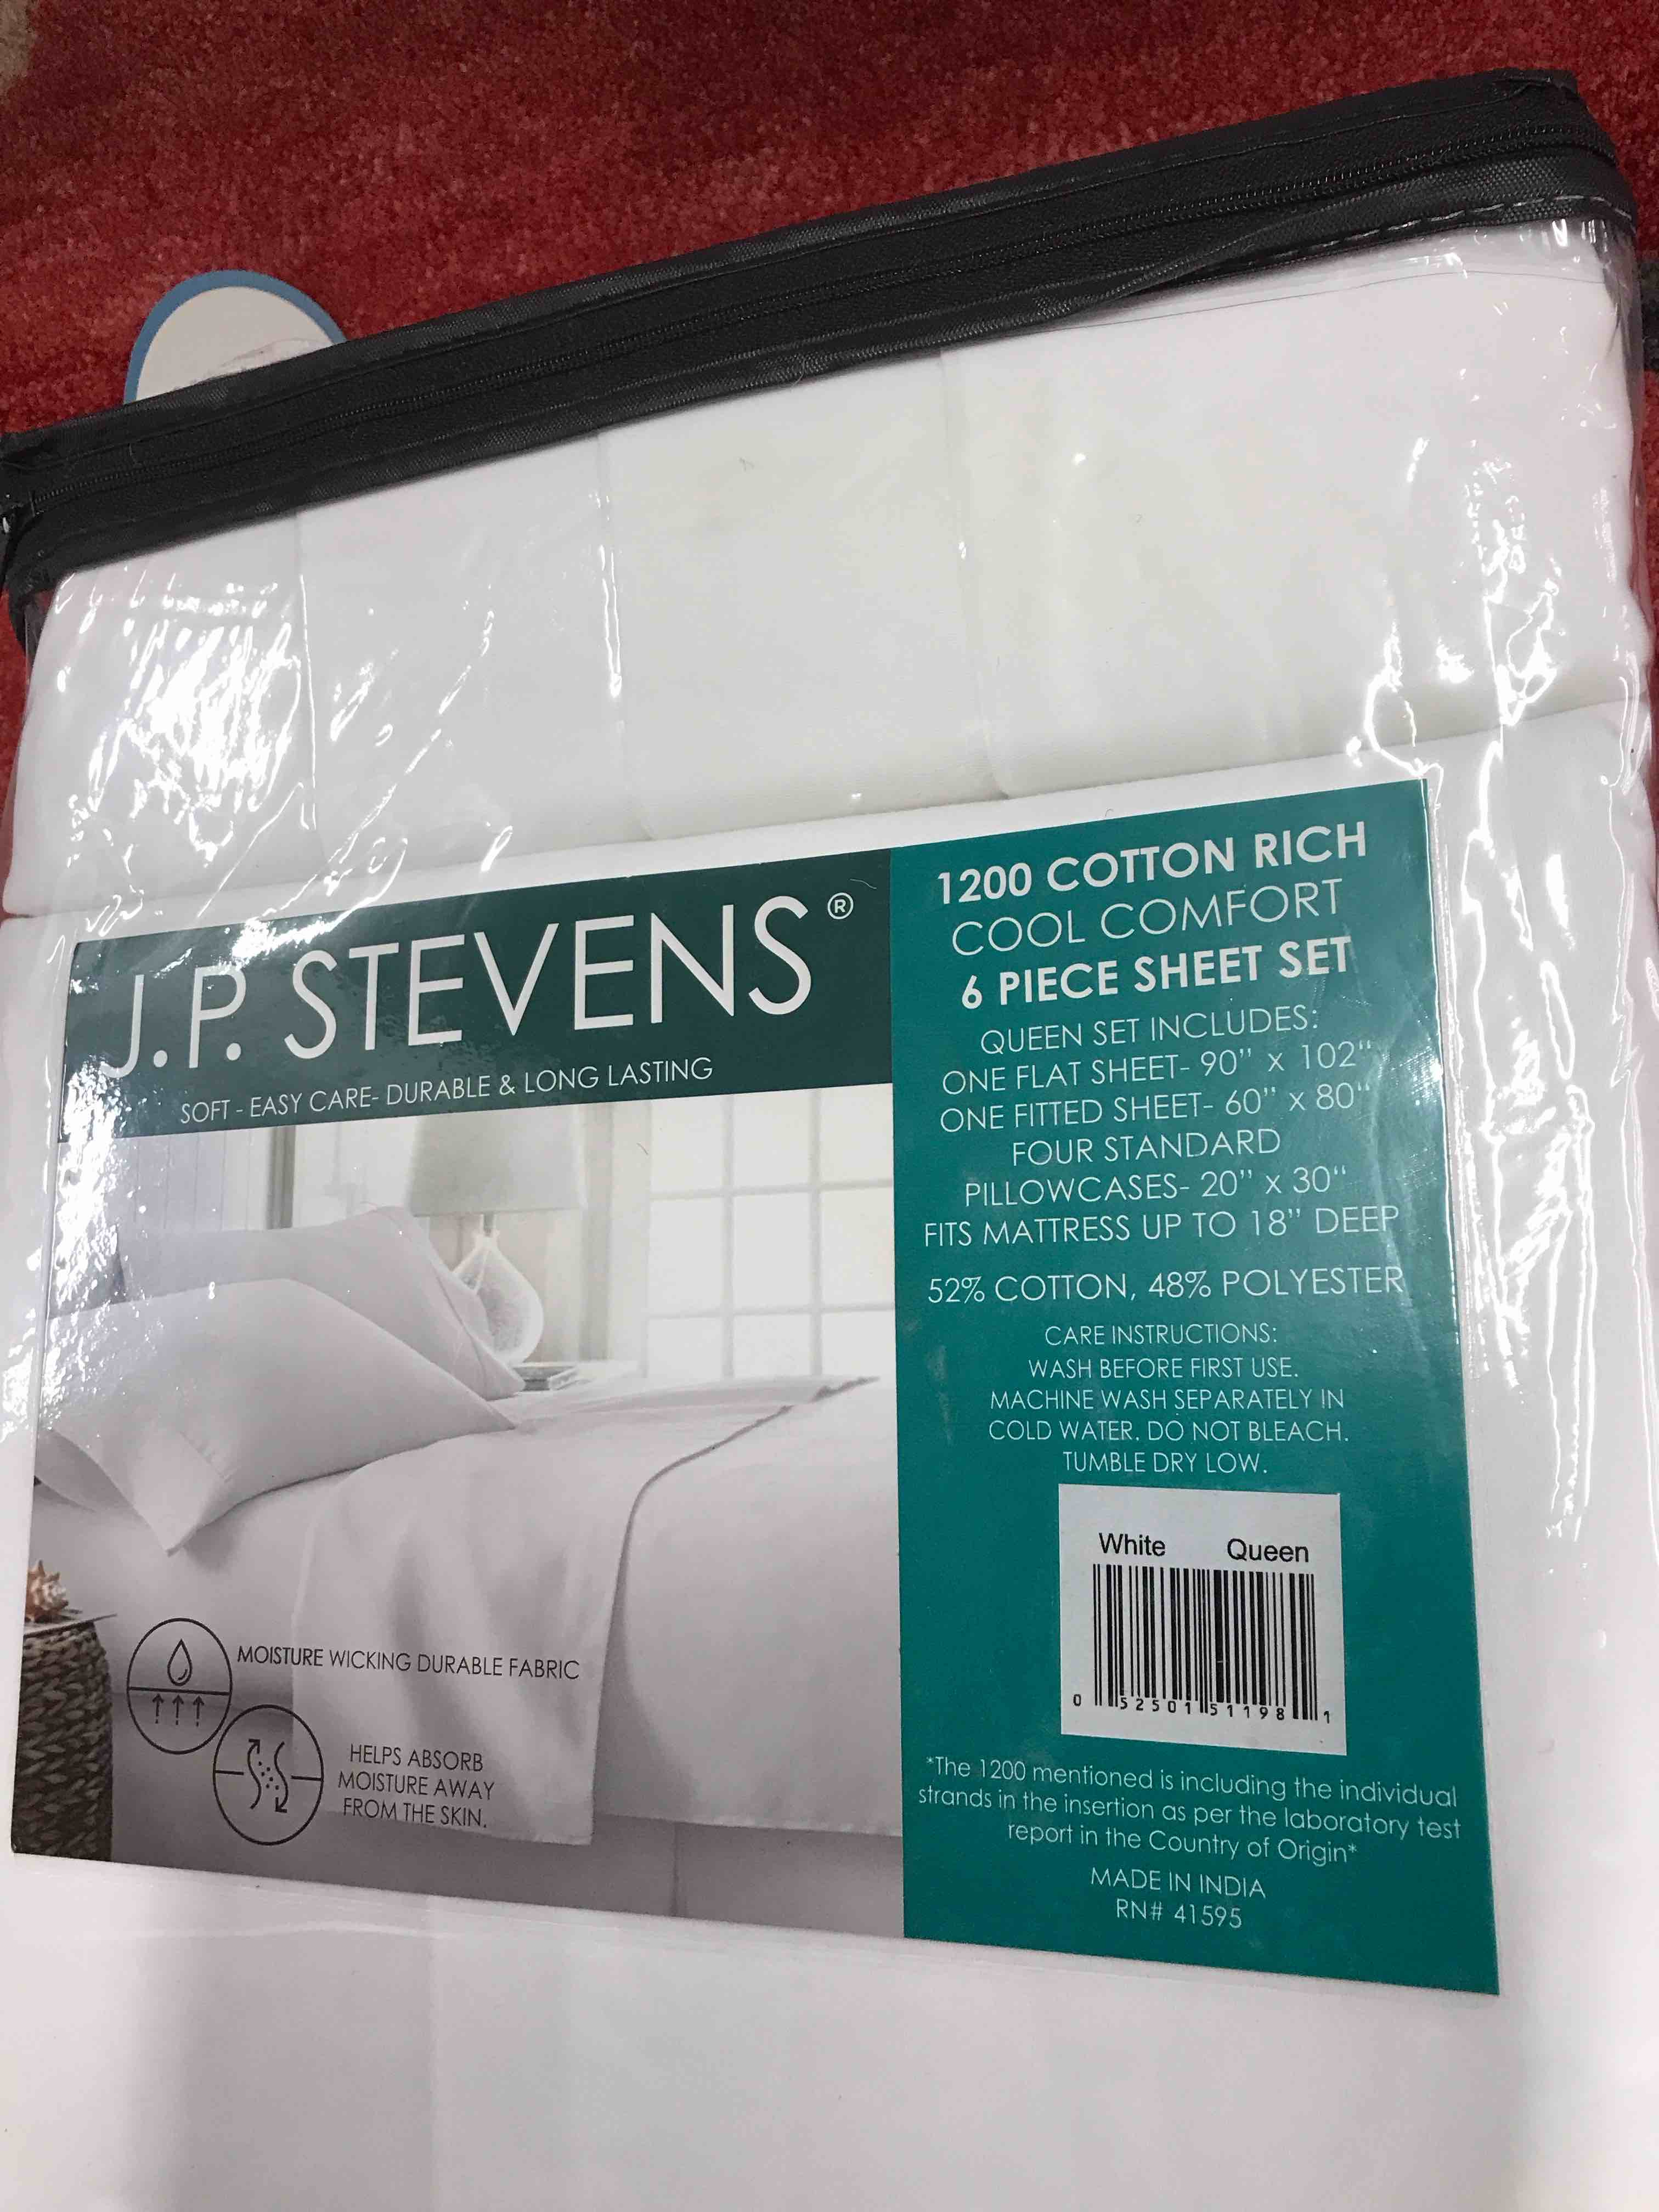 J.P. STEVENS®
SOFT - EASY CARE- DURABLE & LONG LASTING
MOISTURE WICKING DURABLE FABRIC
HELPS ABSORB
MOISTURE AWAY
FROM THE SKIN.
1200 COTTON RICH
COOL COMFORT
6 PIECE SHEET SET
QUEEN SET INCLUDES:
ONE FLAT SHEET- 90" x 102"
ONE FITTED SHEET- 60" x 80"
FOUR STANDARD
PILLOWCASES- 20" x 30"
FITS MATTRESS UP TO 18" DEEP
52% COTTON, 48% POLYESTER
CARE INSTRUCTIONS:
WASH BEFORE FIRST USE.
MACHINE WASH SEPARATELY IN
COLD WATER. DO NOT BLEACH.
TUMBLE DRY LOW.
White Queen
0 52501 51198 1
*The 1200 mentioned is including the individual
strands in the insertion as per the laboratory test
report in the Country of Origin*
MADE IN INDIA
RN# 41595